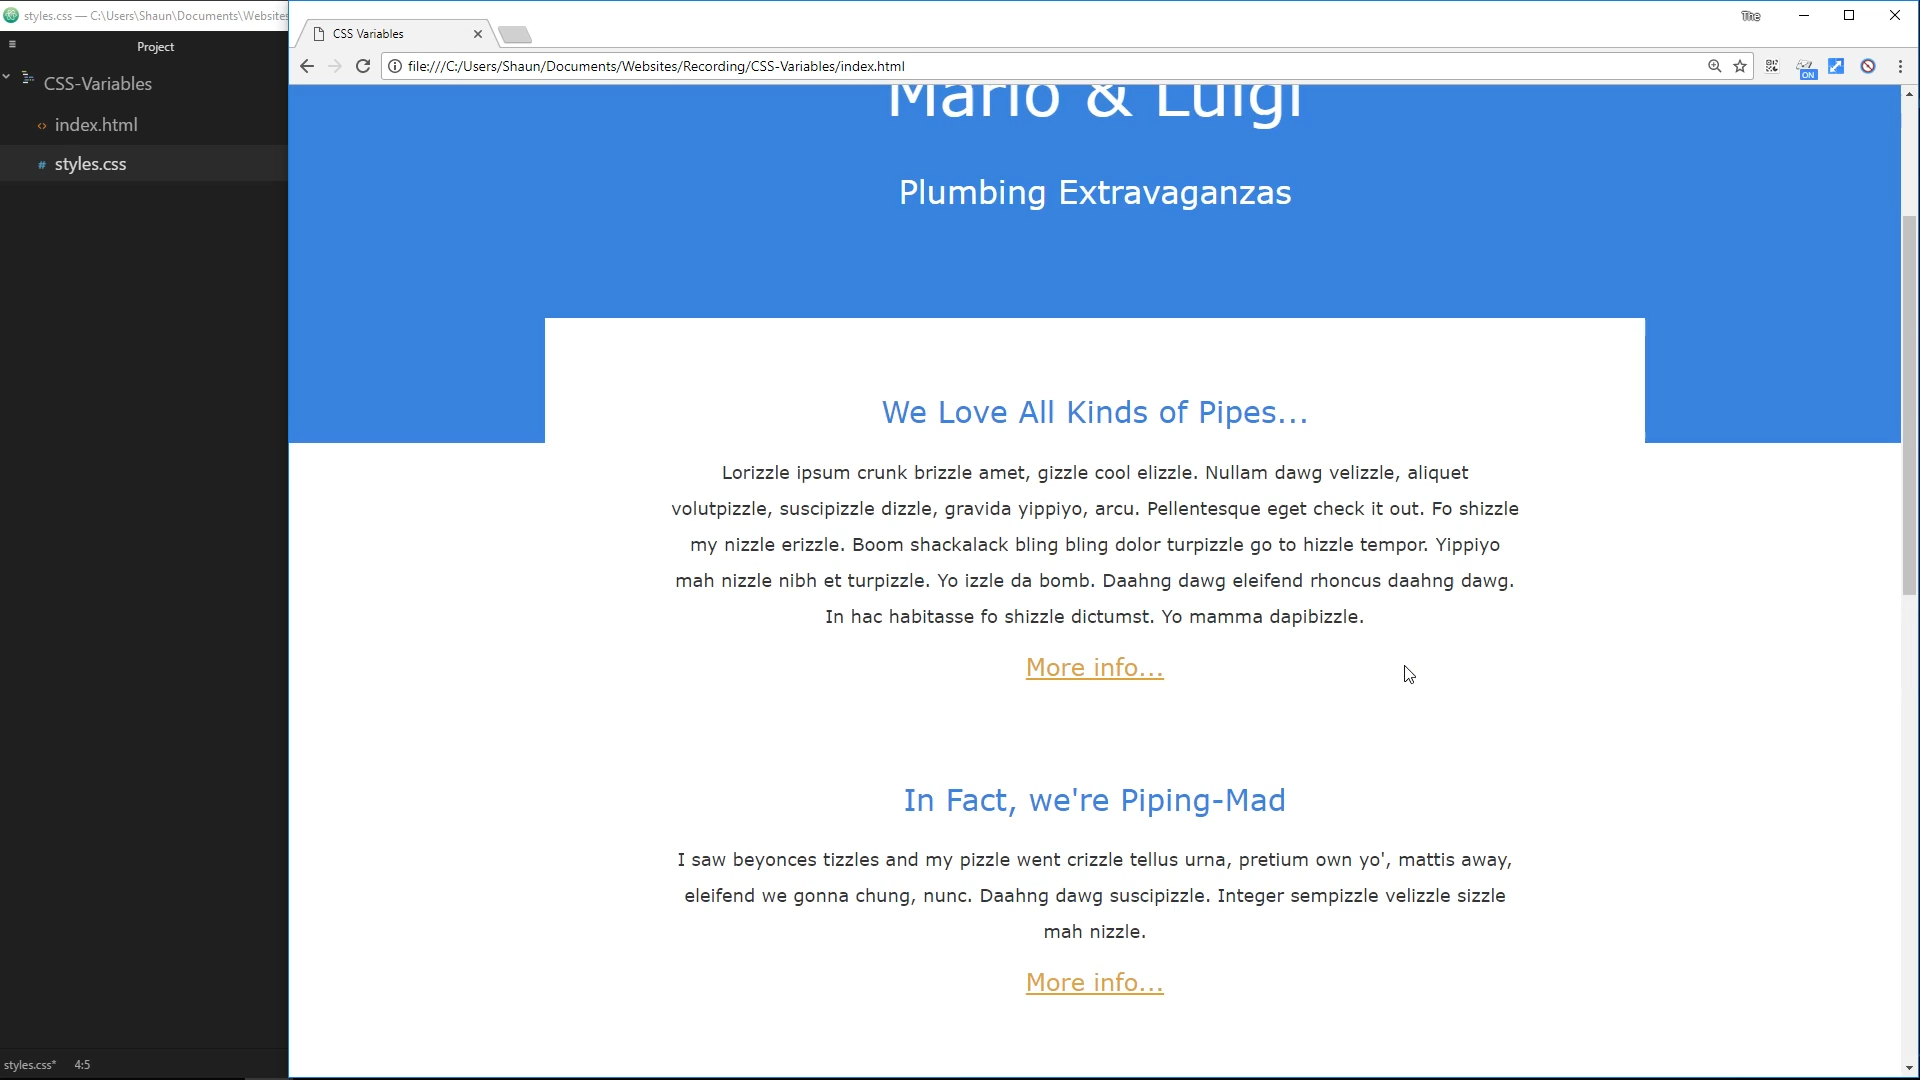 styles.css — C:\Users\Shaun\Documents\Websites
Project
CSS-Variables
index.html
styles.css
styles.css*    4:5
CSS Variables
The
file:///C:/Users/Shaun/Documents/Websites/Recording/CSS-Variables/index.html
ON
Mario & Luigi
Plumbing Extravaganzas
We Love All Kinds of Pipes...
Lorizzle ipsum crunk brizzle amet, gizzle cool elizzle. Nullam dawg velizzle, aliquet
volutpizzle, suscipizzle dizzle, gravida yippiyo, arcu. Pellentesque eget check it out. Fo shizzle
my nizzle erizzle. Boom shackalack bling bling dolor turpizzle go to hizzle tempor. Yippiyo
mah nizzle nibh et turpizzle. Yo izzle da bomb. Daahng dawg eleifend rhoncus daahng dawg.
In hac habitasse fo shizzle dictumst. Yo mamma dapibizzle.
More info...
In Fact, we're Piping-Mad
I saw beyonces tizzles and my pizzle went crizzle tellus urna, pretium own yo', mattis away,
eleifend we gonna chung, nunc. Daahng dawg suscipizzle. Integer sempizzle velizzle sizzle
mah nizzle.
More info...